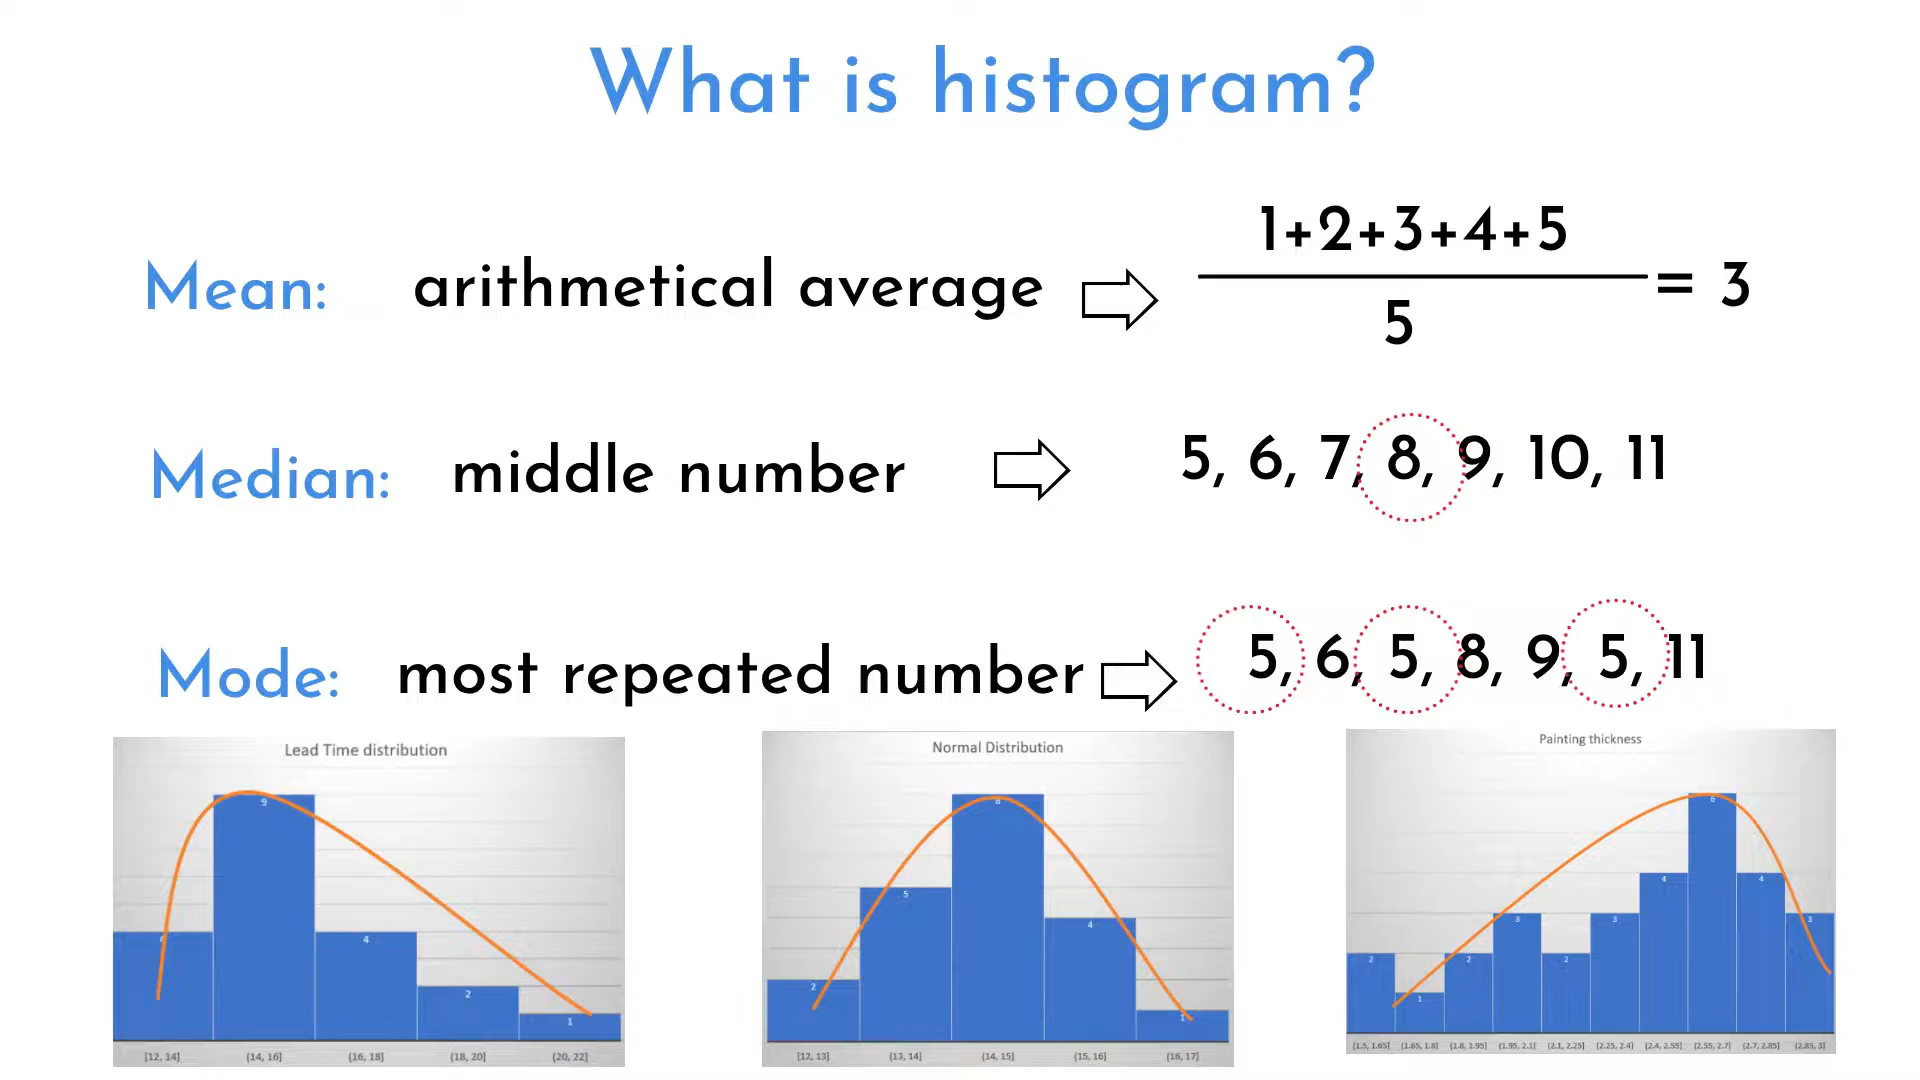 What is histogram?
Mean: arithmetical average 1+2+3+4+5
5
= 3
Median: middle number 5, 6, 7, 8, 9, 10, 11
Mode: most repeated number 5, 6, 5, 8, 9, 5, 11
Lead Time distribution
9
4
2
1
[12, 14] (14, 16] (16, 18] (18, 20] (20, 22]
Normal Distribution
8
5
4
2
1
[12, 13] (13, 14] (14, 15] (15, 16] (16, 17]
Painting thickness
6
4 4
3 3 3
2 2 2
1
[1.5, 1.65] (1.65, 1.8] (1.8, 1.95] (1.95, 2.1] (2.1, 2.25] (2.25, 2.4] (2.4, 2.55] (2.55, 2.7] (2.7, 2.85] (2.85, 3]